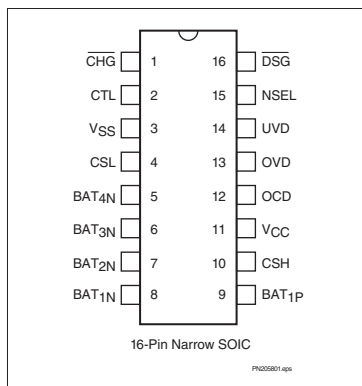 CHG 1 16 DSG
CTL 2 15 NSEL
VSS 3 14 UVD
CSL 4 13 OVD
BAT4N 5 12 OCD
BAT3N 6 11 VCC
BAT2N 7 10 CSH
BAT1N 8 9 BAT1P
16-Pin Narrow SOIC
PN205801.eps